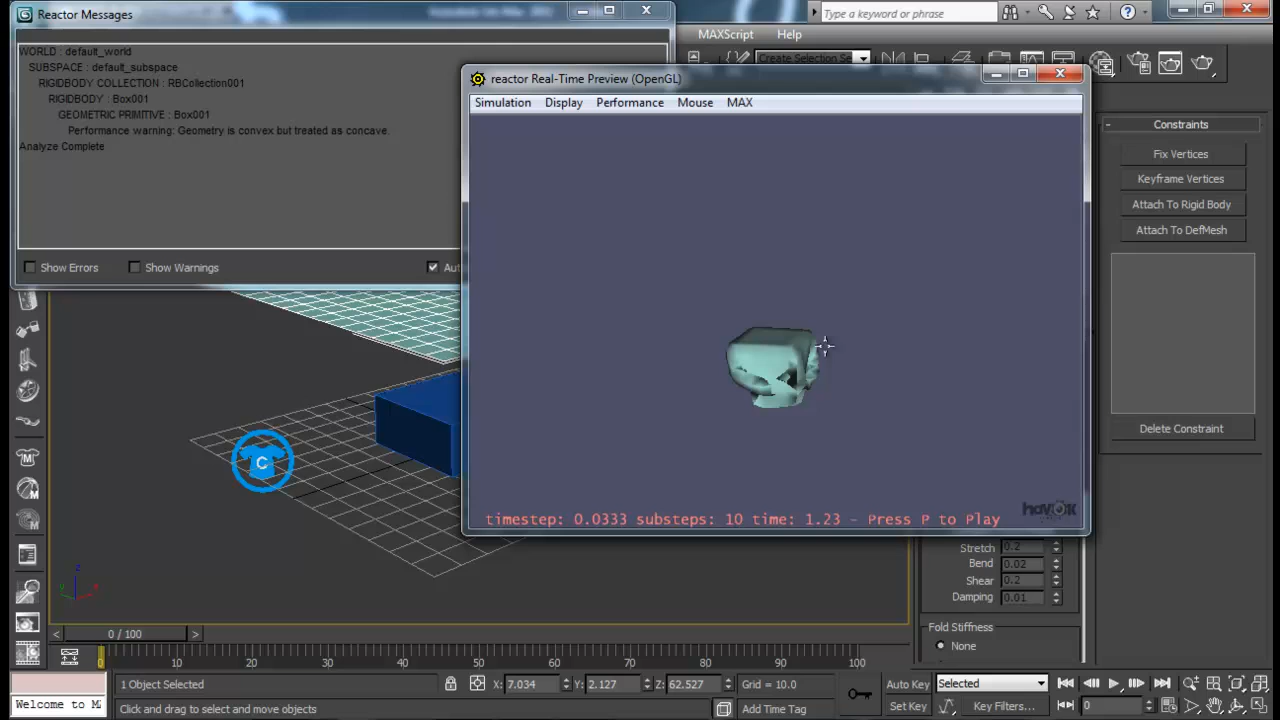 Reactor Messages
WORLD : default_world
SUBSPACE : default_subspace
RIGIDBODY COLLECTION : RBCollection001
RIGIDBODY : Box001
GEOMETRIC PRIMITIVE : Box001
Performance warning: Geometry is convex but treated as concave.
Analyze Complete
Show Errors
Show Warnings
Type a keyword or phrase
MAXScript Help
Create Selection Se
reactor Real-Time Preview (OpenGL)
Simulation Display Performance Mouse MAX
timestep: 0.0333 substeps: 10 time: 1.23 - Press P to Play
havok
Constraints
Fix Vertices
Keyframe Vertices
Attach To Rigid Body
Attach To DefMesh
Delete Constraint
Stretch 0.2
Bend 0.02
Shear 0.2
Damping 0.01
Fold Stiffness
None
C
M
M
M
z
x
< 0 / 100 >
0 10 20 30 40 50 60 70 80 90 100
1 Object Selected
X: 7.034 Y: 2.127 Z: 62.527 Grid = 10.0
Auto Key Selected
Welcome to
Click and drag to select and move objects
Add Time Tag
Set Key Key Filters... 0